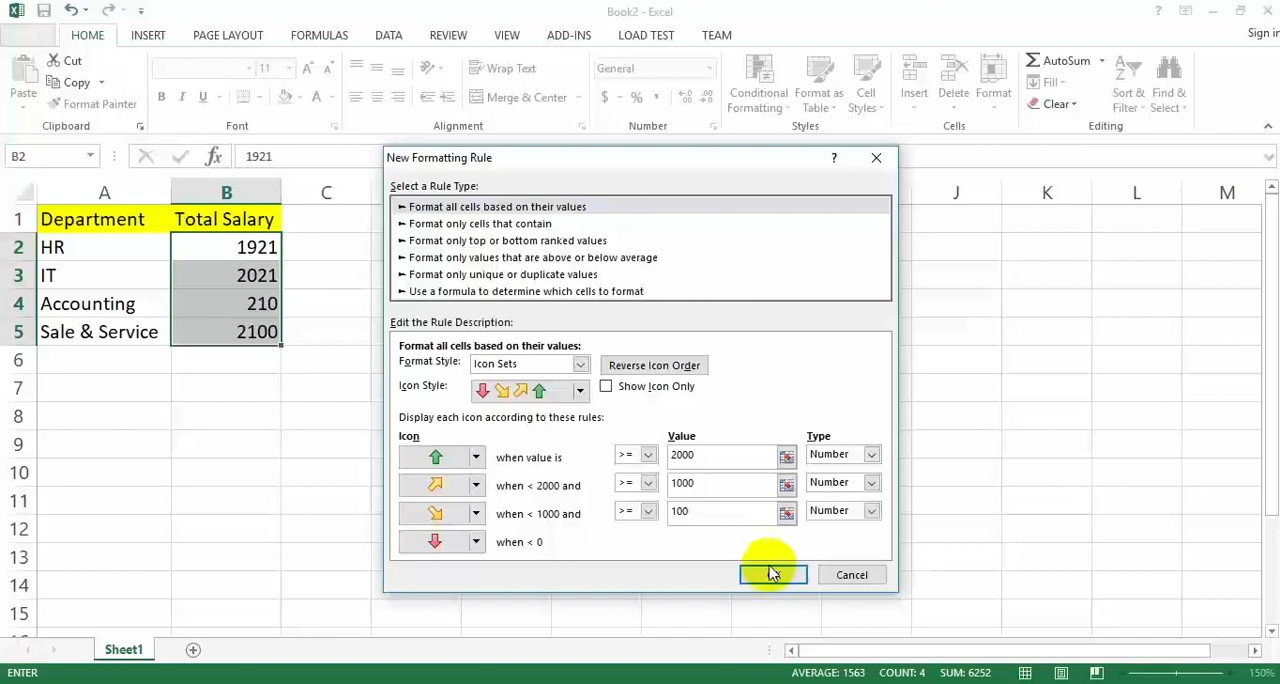 Book2 - Excel
?
Sign in
HOME INSERT PAGE LAYOUT FORMULAS DATA REVIEW VIEW ADD-INS LOAD TEST TEAM
Paste
Cut
Copy
Format Painter
Clipboard
11
A A
B I U A
Font
Wrap Text
Merge & Center
Alignment
General
$ % ,
Number
Conditional Formatting
Format as Table
Cell Styles
Styles
Insert
Delete
Format
Cells
AutoSum
Fill
Clear
Sort & Filter
Find & Select
Editing
B2 fx 1921
A B C J K L M
1 Department Total Salary
2 HR 1921
3 IT 2021
4 Accounting 210
5 Sale & Service 2100
6
7
8
9
10
11
12
13
14
15
New Formatting Rule ?
Select a Rule Type:
► Format all cells based on their values
► Format only cells that contain
► Format only top or bottom ranked values
► Format only values that are above or below average
► Format only unique or duplicate values
► Use a formula to determine which cells to format
Edit the Rule Description:
Format all cells based on their values:
Format Style: Icon Sets Reverse Icon Order
Icon Style: Show Icon Only
Display each icon according to these rules:
Icon Value Type
when value is >= 2000 Number
when < 2000 and >= 1000 Number
when < 1000 and >= 100 Number
when < 0
Cancel
Sheet1
ENTER AVERAGE: 1563 COUNT: 4 SUM: 6252 150%